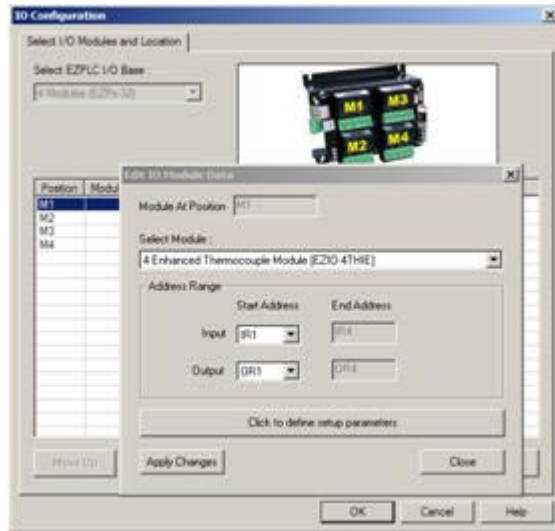 IO Configuration
Select I/O Modules and Location
Select EZPLC I/O Base :
4 Modules (EZPx-32)
M1 M3
M2 M4
Edit IO Module Data
Position Modul
M1
M2
M3
M4
Module At Position M1
Select Module :
4 Enhanced Thermocouple Module [EZIO-4THIE]
Address Range
Start Address End Address
Input IR1 IR4
Output OR1 OR4
Click to define setup parameters
Move Up Apply Changes Close
OK Cancel Help